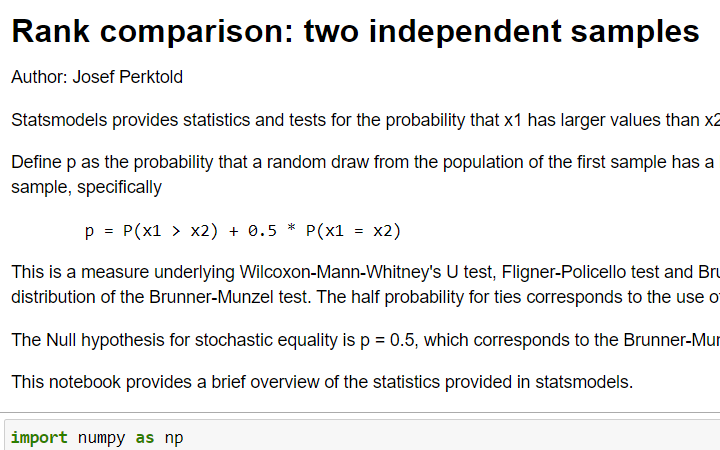 Rank comparison: two independent samples
Author: Josef Perktold
Statsmodels provides statistics and tests for the probability that x1 has larger values than x2
Define p as the probability that a random draw from the population of the first sample has a
sample, specifically
p = P(x1 > x2) + 0.5 * P(x1 = x2)
This is a measure underlying Wilcoxon-Mann-Whitney's U test, Fligner-Policello test and Bru
distribution of the Brunner-Munzel test. The half probability for ties corresponds to the use o
The Null hypothesis for stochastic equality is p = 0.5, which corresponds to the Brunner-Mun
This notebook provides a brief overview of the statistics provided in statsmodels.
import numpy as np